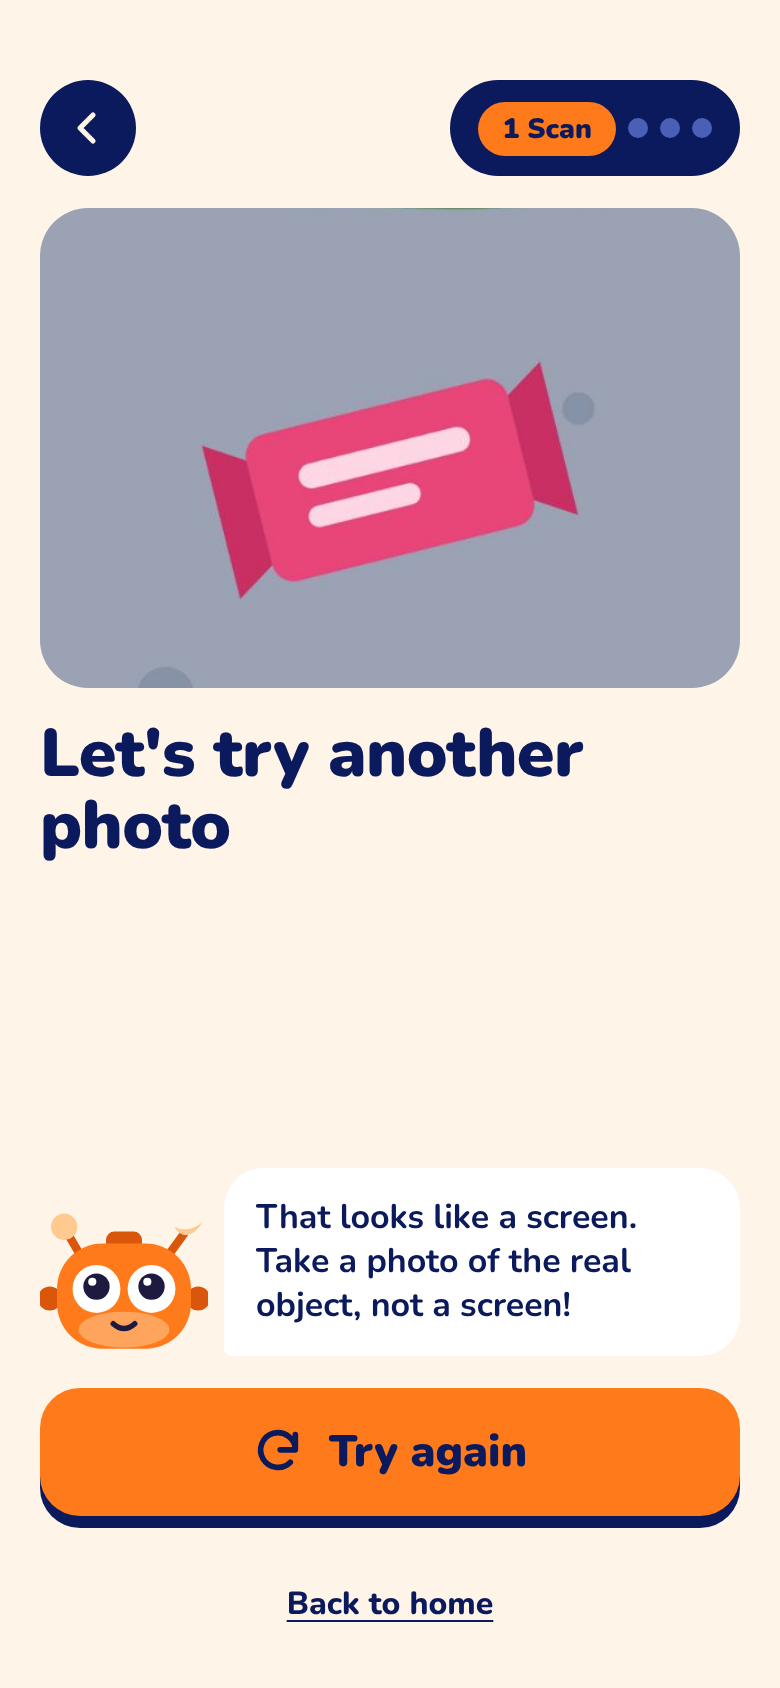 1 Scan
Let's try another
photo
That looks like a screen.
Take a photo of the real
object, not a screen!
Try again
Back to home